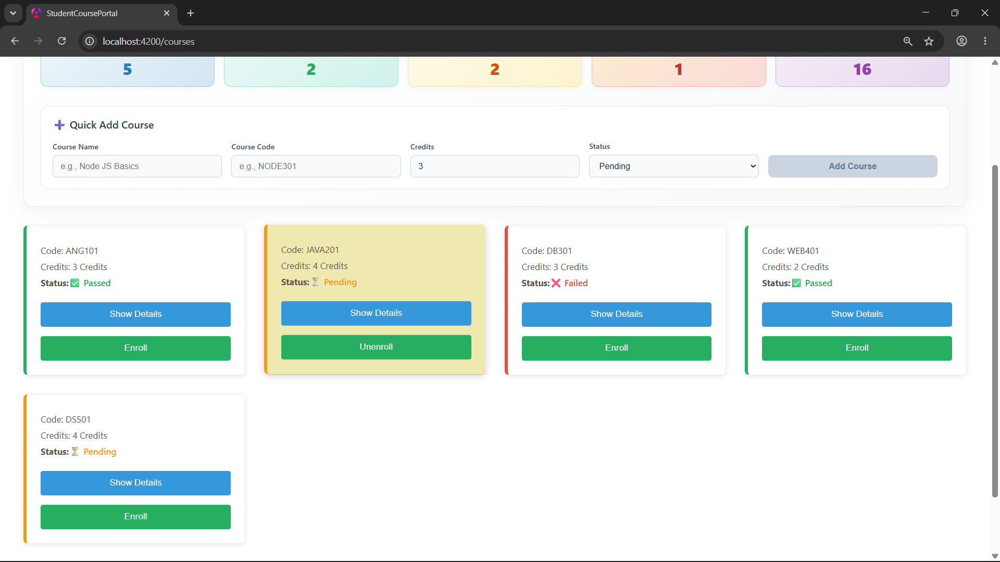 StudentCoursePortal
localhost:4200/courses
5 2 2 1 16
Quick Add Course
Course Name Course Code Credits Status
e.g., Node JS Basics e.g., NODE301 3 Pending Add Course
Code: ANG101
Credits: 3 Credits
Status: ✅ Passed
Show Details
Enroll
Code: JAVA201
Credits: 4 Credits
Status: ⏳ Pending
Show Details
Unenroll
Code: DB301
Credits: 3 Credits
Status: ❌ Failed
Show Details
Enroll
Code: WEB401
Credits: 2 Credits
Status: ✅ Passed
Show Details
Enroll
Code: DS501
Credits: 4 Credits
Status: ⏳ Pending
Show Details
Enroll